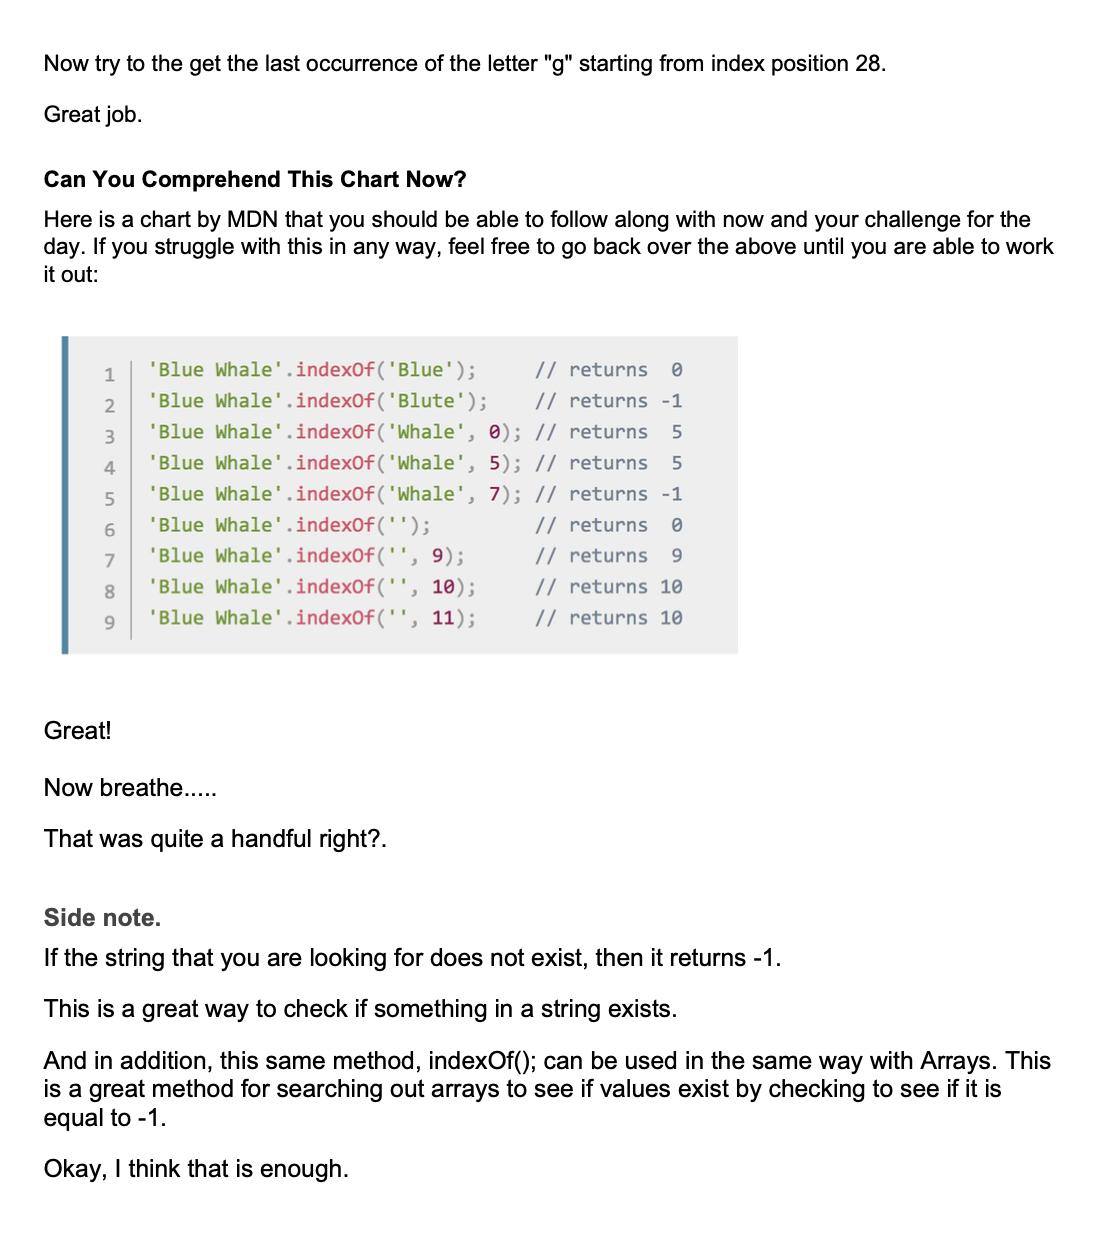 Now try to the get the last occurrence of the letter "g" starting from index position 28.
Great job.
Can You Comprehend This Chart Now?
Here is a chart by MDN that you should be able to follow along with now and your challenge for the
day. If you struggle with this in any way, feel free to go back over the above until you are able to work
it out:
1 'Blue Whale'.indexOf('Blue');     // returns  0
2 'Blue Whale'.indexOf('Blute');    // returns -1
3 'Blue Whale'.indexOf('Whale', 0); // returns  5
4 'Blue Whale'.indexOf('Whale', 5); // returns  5
5 'Blue Whale'.indexOf('Whale', 7); // returns -1
6 'Blue Whale'.indexOf('');         // returns  0
7 'Blue Whale'.indexOf('', 9);      // returns  9
8 'Blue Whale'.indexOf('', 10);     // returns 10
9 'Blue Whale'.indexOf('', 11);     // returns 10
Great!
Now breathe.....
That was quite a handful right?.
Side note.
If the string that you are looking for does not exist, then it returns -1.
This is a great way to check if something in a string exists.
And in addition, this same method, indexOf(); can be used in the same way with Arrays. This
is a great method for searching out arrays to see if values exist by checking to see if it is
equal to -1.
Okay, I think that is enough.